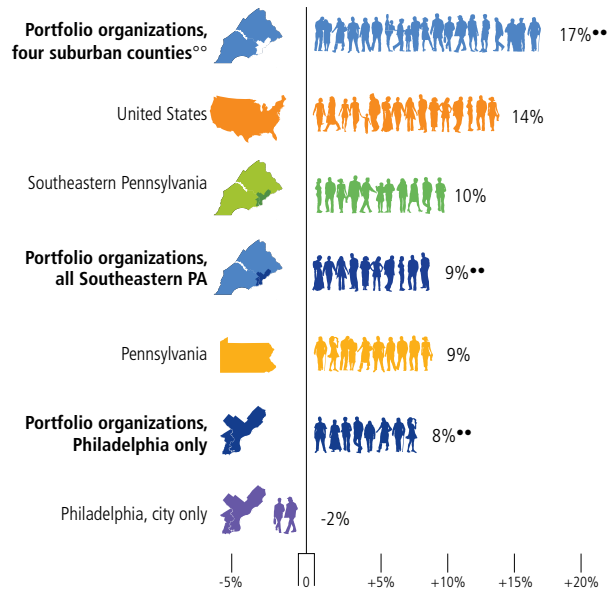 Portfolio organizations,
four suburban counties°°
17%••
United States
14%
Southeastern Pennsylvania
10%
Portfolio organizations,
all Southeastern PA
9%••
Pennsylvania
9%
Portfolio organizations,
Philadelphia only
8%••
Philadelphia, city only
-2%
-5% 0 +5% +10% +15% +20%